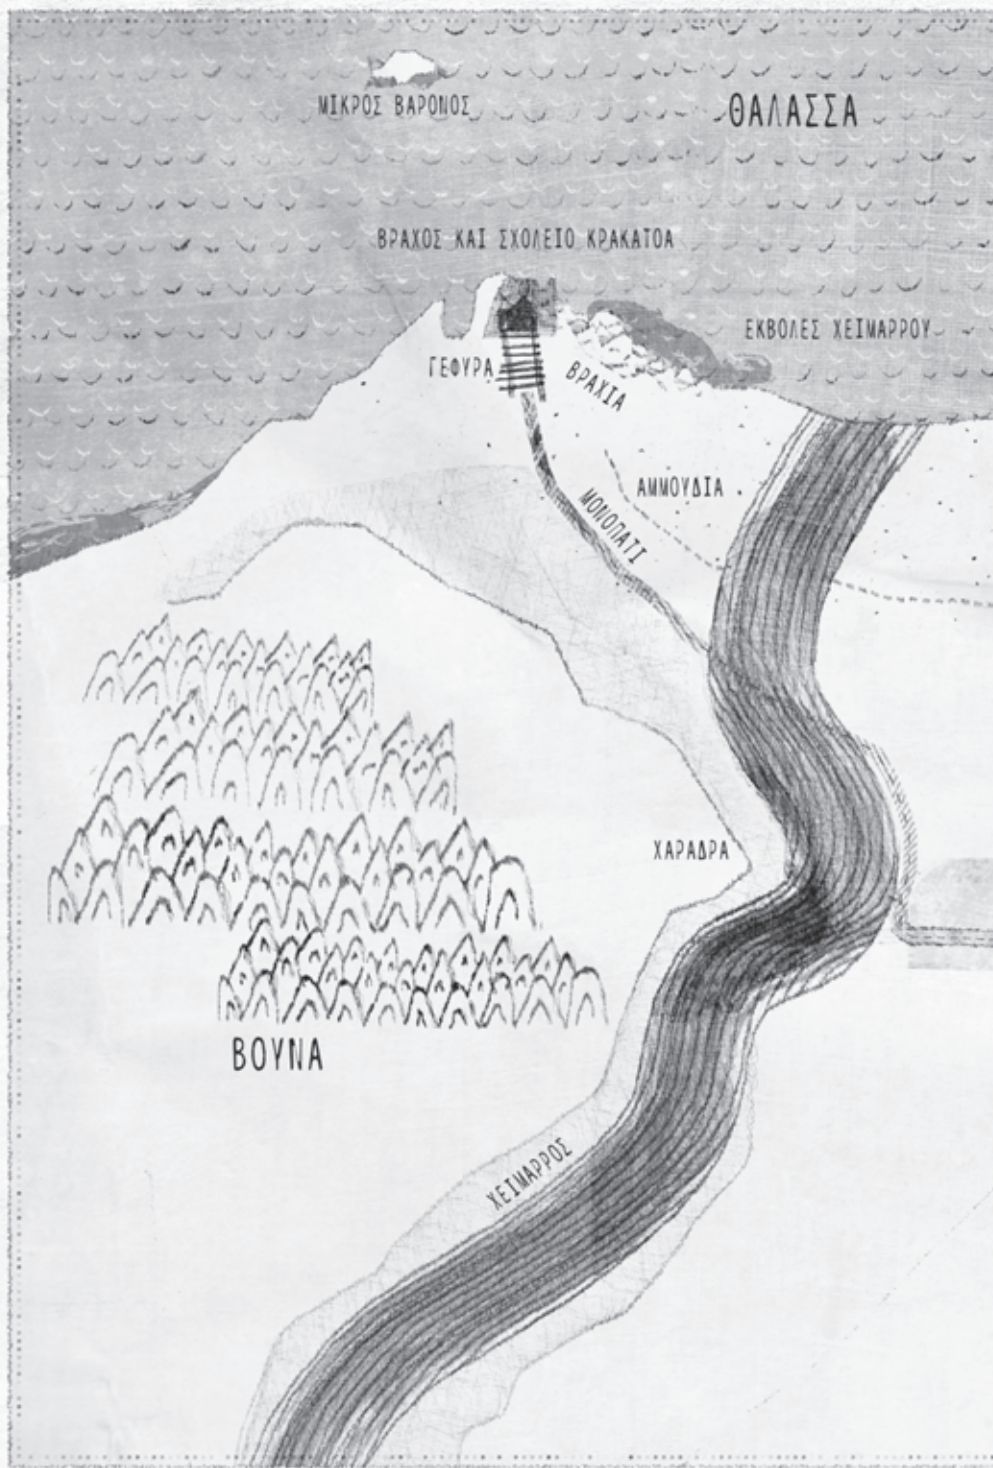 ΜΙΚΡΟΣ ΒΑΡΟΝΟΣ
ΘΑΛΑΣΣΑ
ΒΡΑΧΟΣ ΚΑΙ ΣΧΟΛΕΙΟ ΚΡΑΚΑΤΟΑ
ΕΚΒΟΛΕΣ ΧΕΙΜΑΡΡΟΥ
ΓΕΦΥΡΑ
ΒΡΑΧΙΑ
ΑΜΜΟΥΔΙΑ
ΜΟΝΟΠΑΤΙ
ΧΑΡΑΔΡΑ
ΒΟΥΝΑ
ΧΕΙΜΑΡΡΟΣ